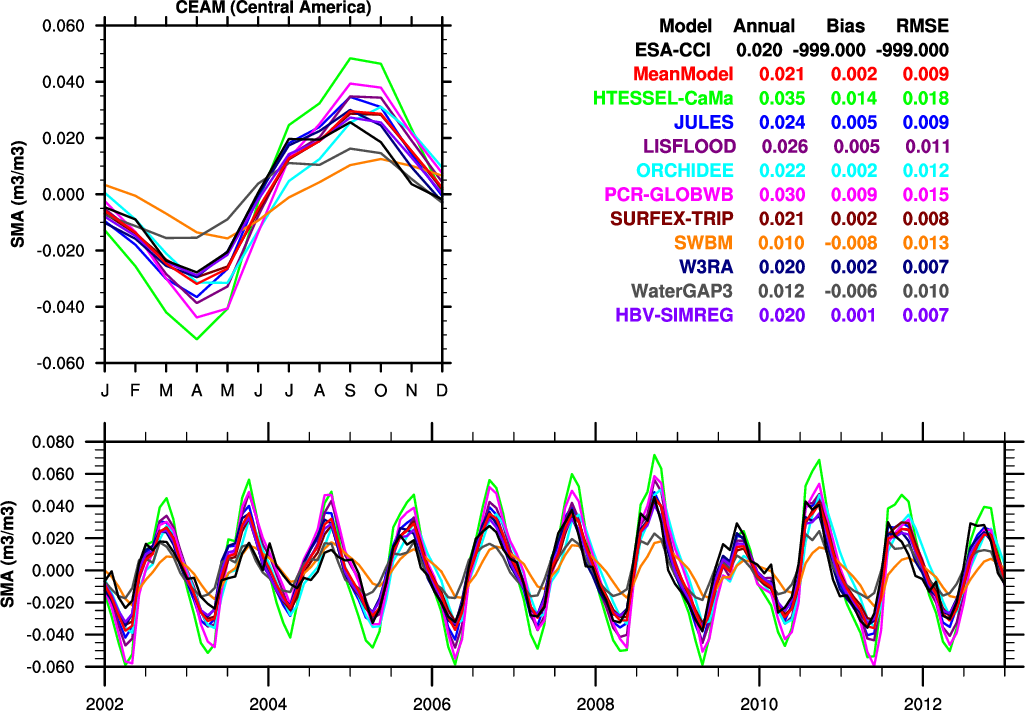 CEAM (Central America)
0.060
0.040
0.020
0.000
-0.020
-0.040
-0.060
SMA (m3/m3)
J F M A M J J A S O N D
Model Annual Bias RMSE
ESA-CCI 0.020 -999.000 -999.000
MeanModel 0.021 0.002 0.009
HTESSEL-CaMa 0.035 0.014 0.018
JULES 0.024 0.005 0.009
LISFLOOD 0.026 0.005 0.011
ORCHIDEE 0.022 0.002 0.012
PCR-GLOBWB 0.030 0.009 0.015
SURFEX-TRIP 0.021 0.002 0.008
SWBM 0.010 -0.008 0.013
W3RA 0.020 0.002 0.007
WaterGAP3 0.012 -0.006 0.010
HBV-SIMREG 0.020 0.001 0.007
0.080
0.060
0.040
0.020
0.000
-0.020
-0.040
-0.060
SMA (m3/m3)
2002 2004 2006 2008 2010 2012